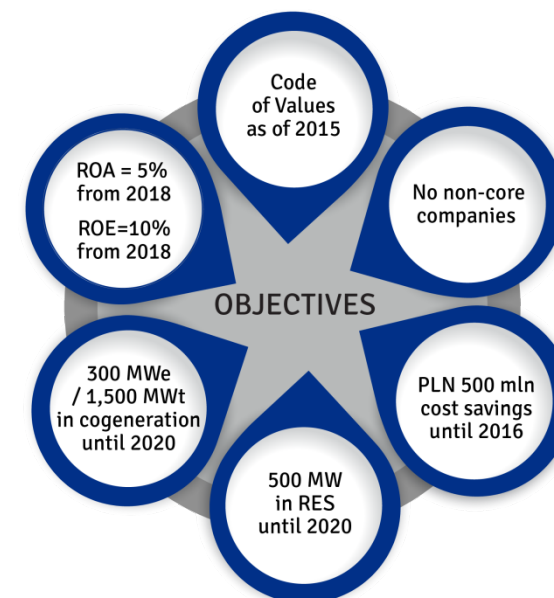 Code
of Values
as of 2015
No non-core
companies
PLN 500 mln
cost savings
until 2016
500 MW
in RES
until 2020
300 MWe
/ 1,500 MWt
in cogeneration
until 2020
ROA = 5%
from 2018
ROE=10%
from 2018
OBJECTIVES